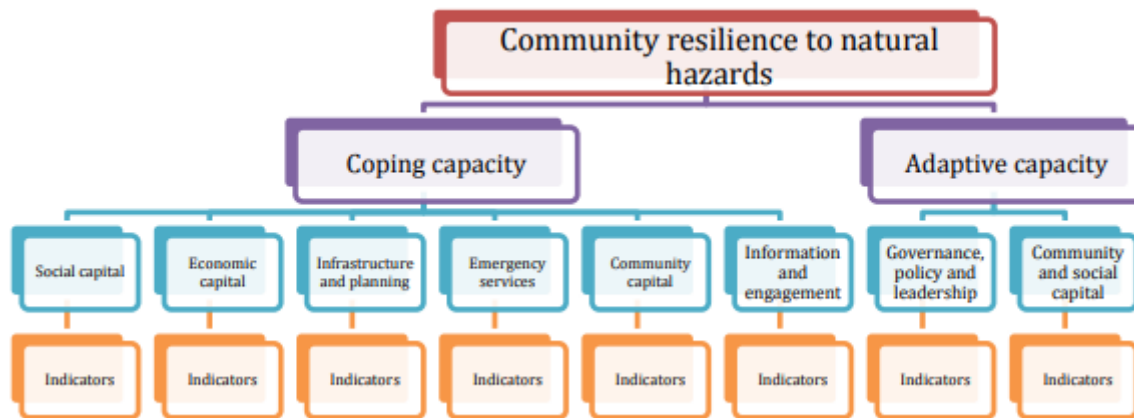 Community resilience to natural
hazards
Coping capacity
Adaptive capacity
Social capital
Economic
capital
Infrastructure
and planning
Emergency
services
Community
capital
Information
and
engagement
Governance,
policy and
leadership
Community
and social
capital
Indicators
Indicators
Indicators
Indicators
Indicators
Indicators
Indicators
Indicators